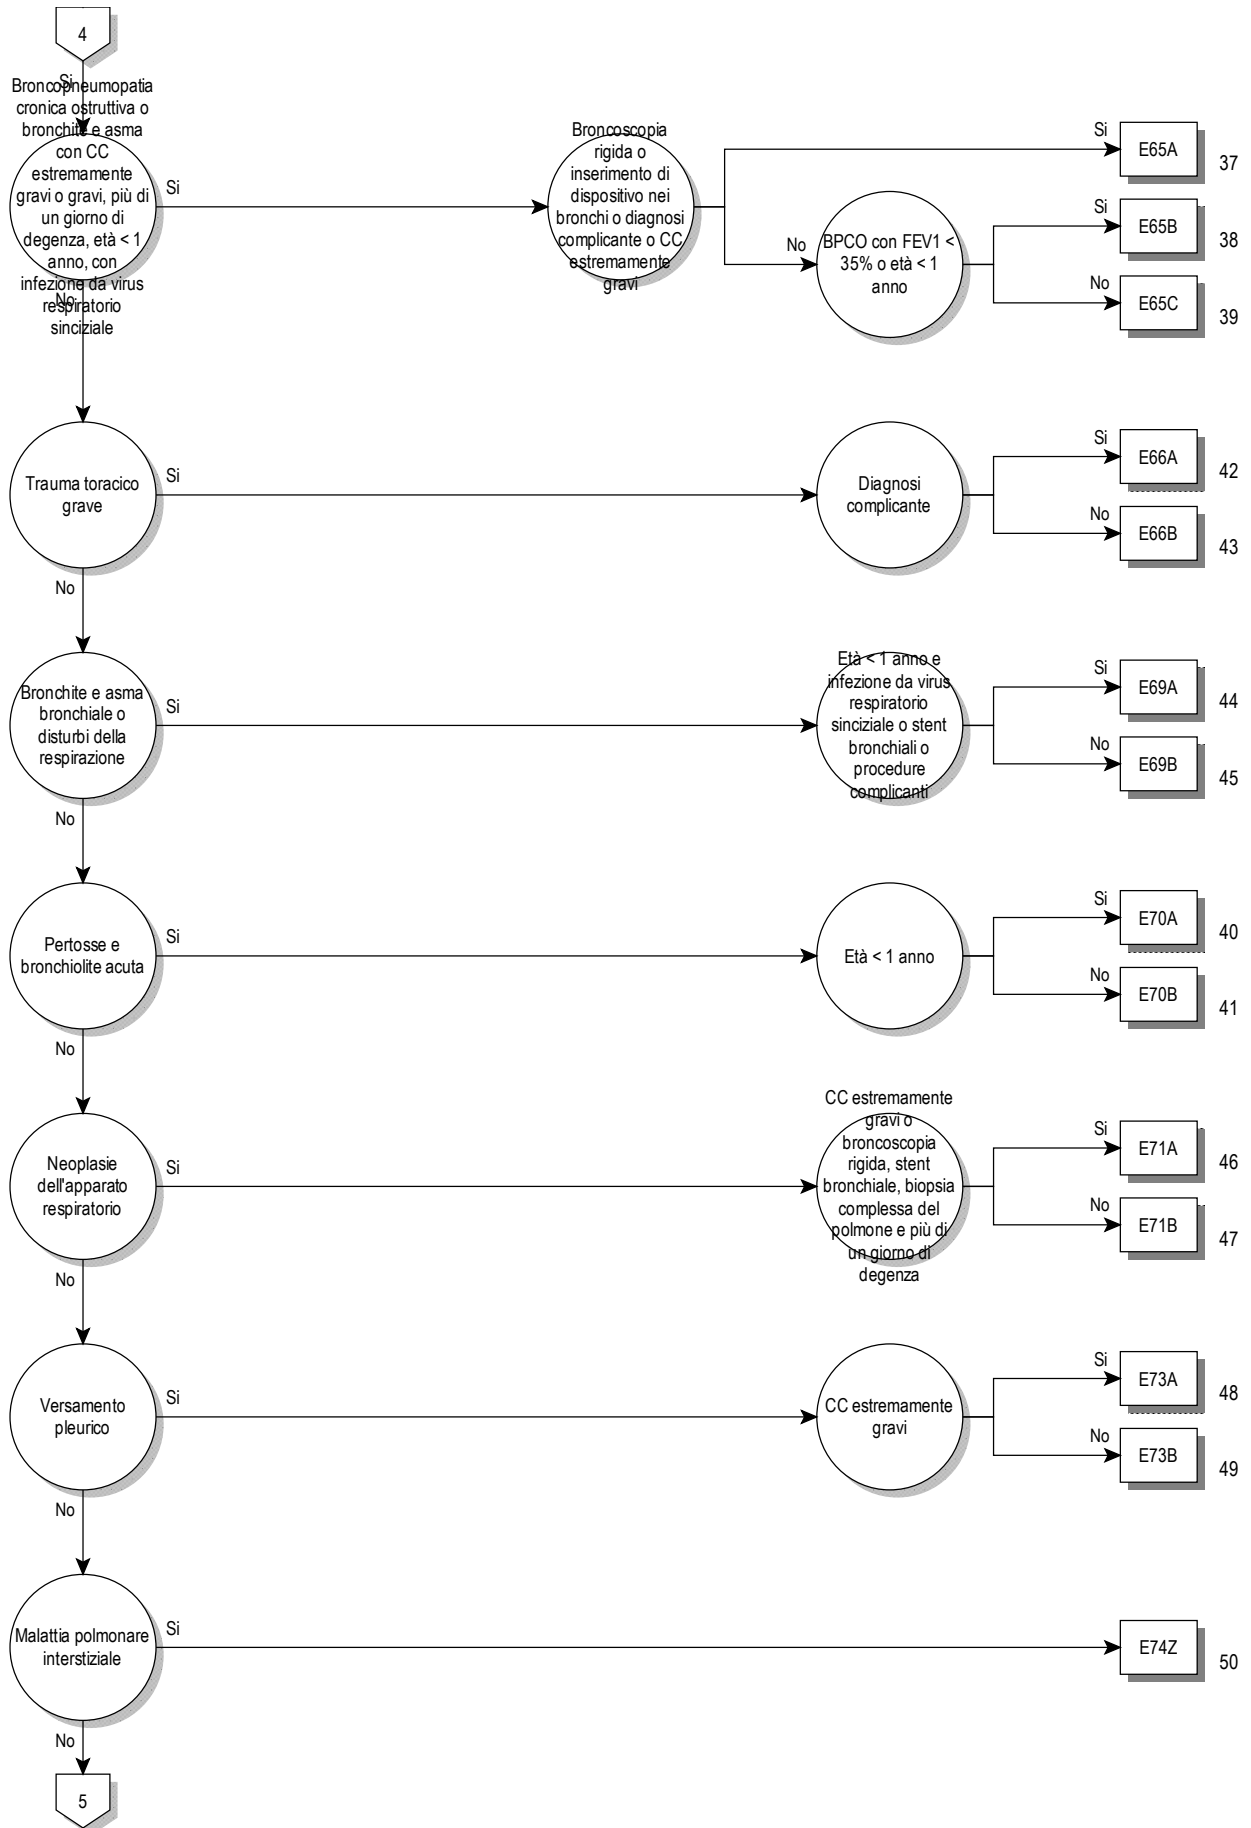 4
Si
Broncopneumopatia
cronica ostruttiva o
bronchite e asma
con CC
estremamente
gravi o gravi, più di
un giorno di
degenza, età < 1
anno, con
infezione da virus
respiratorio
sinciziale
Si
No
Broncoscopia
rigida o
inserimento di
dispositivo nei
bronchi o diagnosi
complicante o CC
estremamente
gravi
Si
E65A
37
No
BPCO con FEV1 <
35% o età < 1
anno
Si
E65B
38
No
E65C
39
Trauma toracico
grave
Si
No
Diagnosi
complicante
Si
E66A
42
No
E66B
43
Bronchite e asma
bronchiale o
disturbi della
respirazione
Si
No
Età < 1 anno e
infezione da virus
respiratorio
sinciziale o stent
bronchiali o
procedure
complicanti
Si
E69A
44
No
E69B
45
Pertosse e
bronchiolite acuta
Si
No
Età < 1 anno
Si
E70A
40
No
E70B
41
Neoplasie
dell'apparato
respiratorio
Si
No
CC estremamente
gravi o
broncoscopia
rigida, stent
bronchiale, biopsia
complessa del
polmone e più di
un giorno di
degenza
Si
E71A
46
No
E71B
47
Versamento
pleurico
Si
No
CC estremamente
gravi
Si
E73A
48
No
E73B
49
Malattia polmonare
interstiziale
Si
E74Z
50
No
5